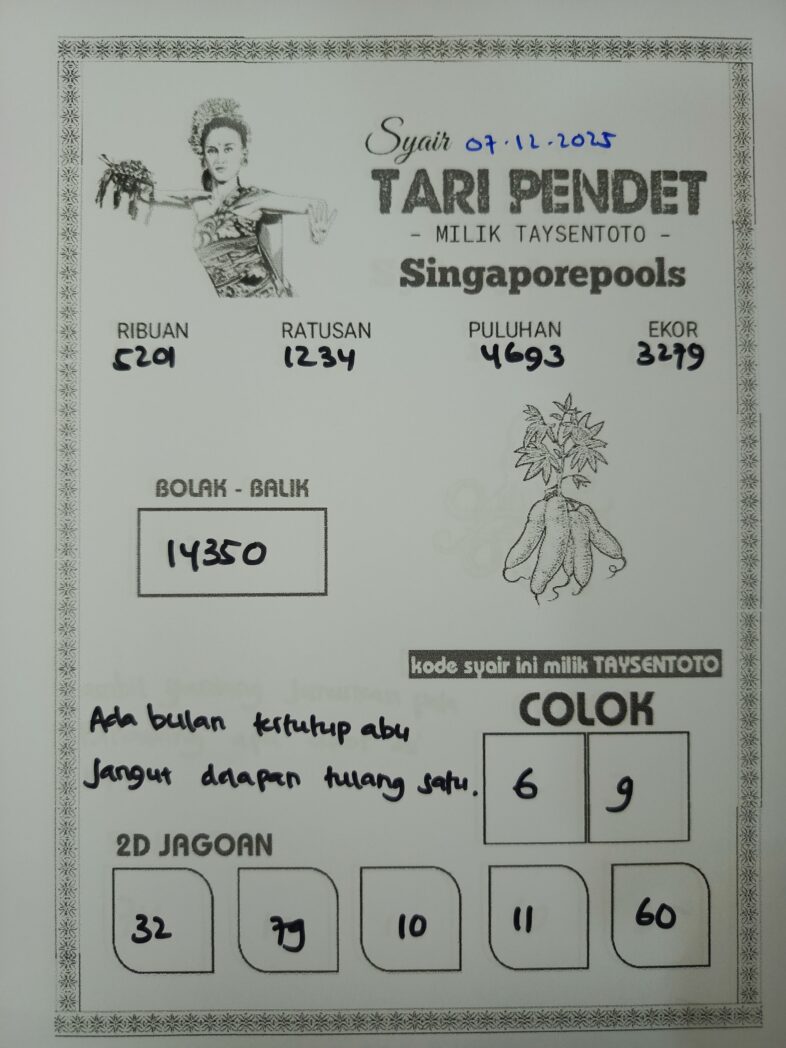 Syair 07.12.2025
TARI PENDET
- MILIK TAYSENTOTO -
Singaporepools
RIBUAN RATUSAN PULUHAN EKOR
5201 1234 4693 3279
BOLAK - BALIK
14350
kode syair ini milik TAYSENTOTO
COLOK
6 9
Ada bulan tertutup abu
Jangut delapan tulang satu.
2D JAGOAN
32 79 10 11 60